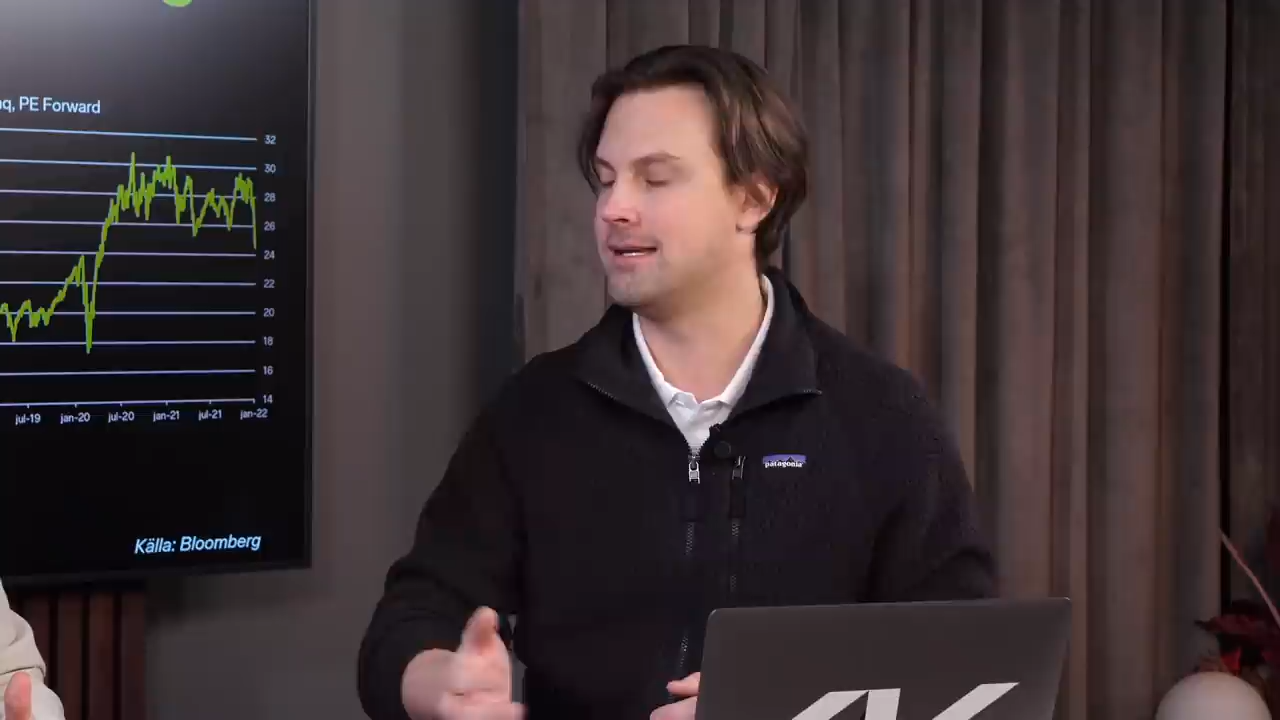 aq, PE Forward
32
30
28
26
24
22
20
18
16
14
jul-19 jan-20 jul-20 jan-21 jul-21 jan-22
Källa: Bloomberg
patagonia